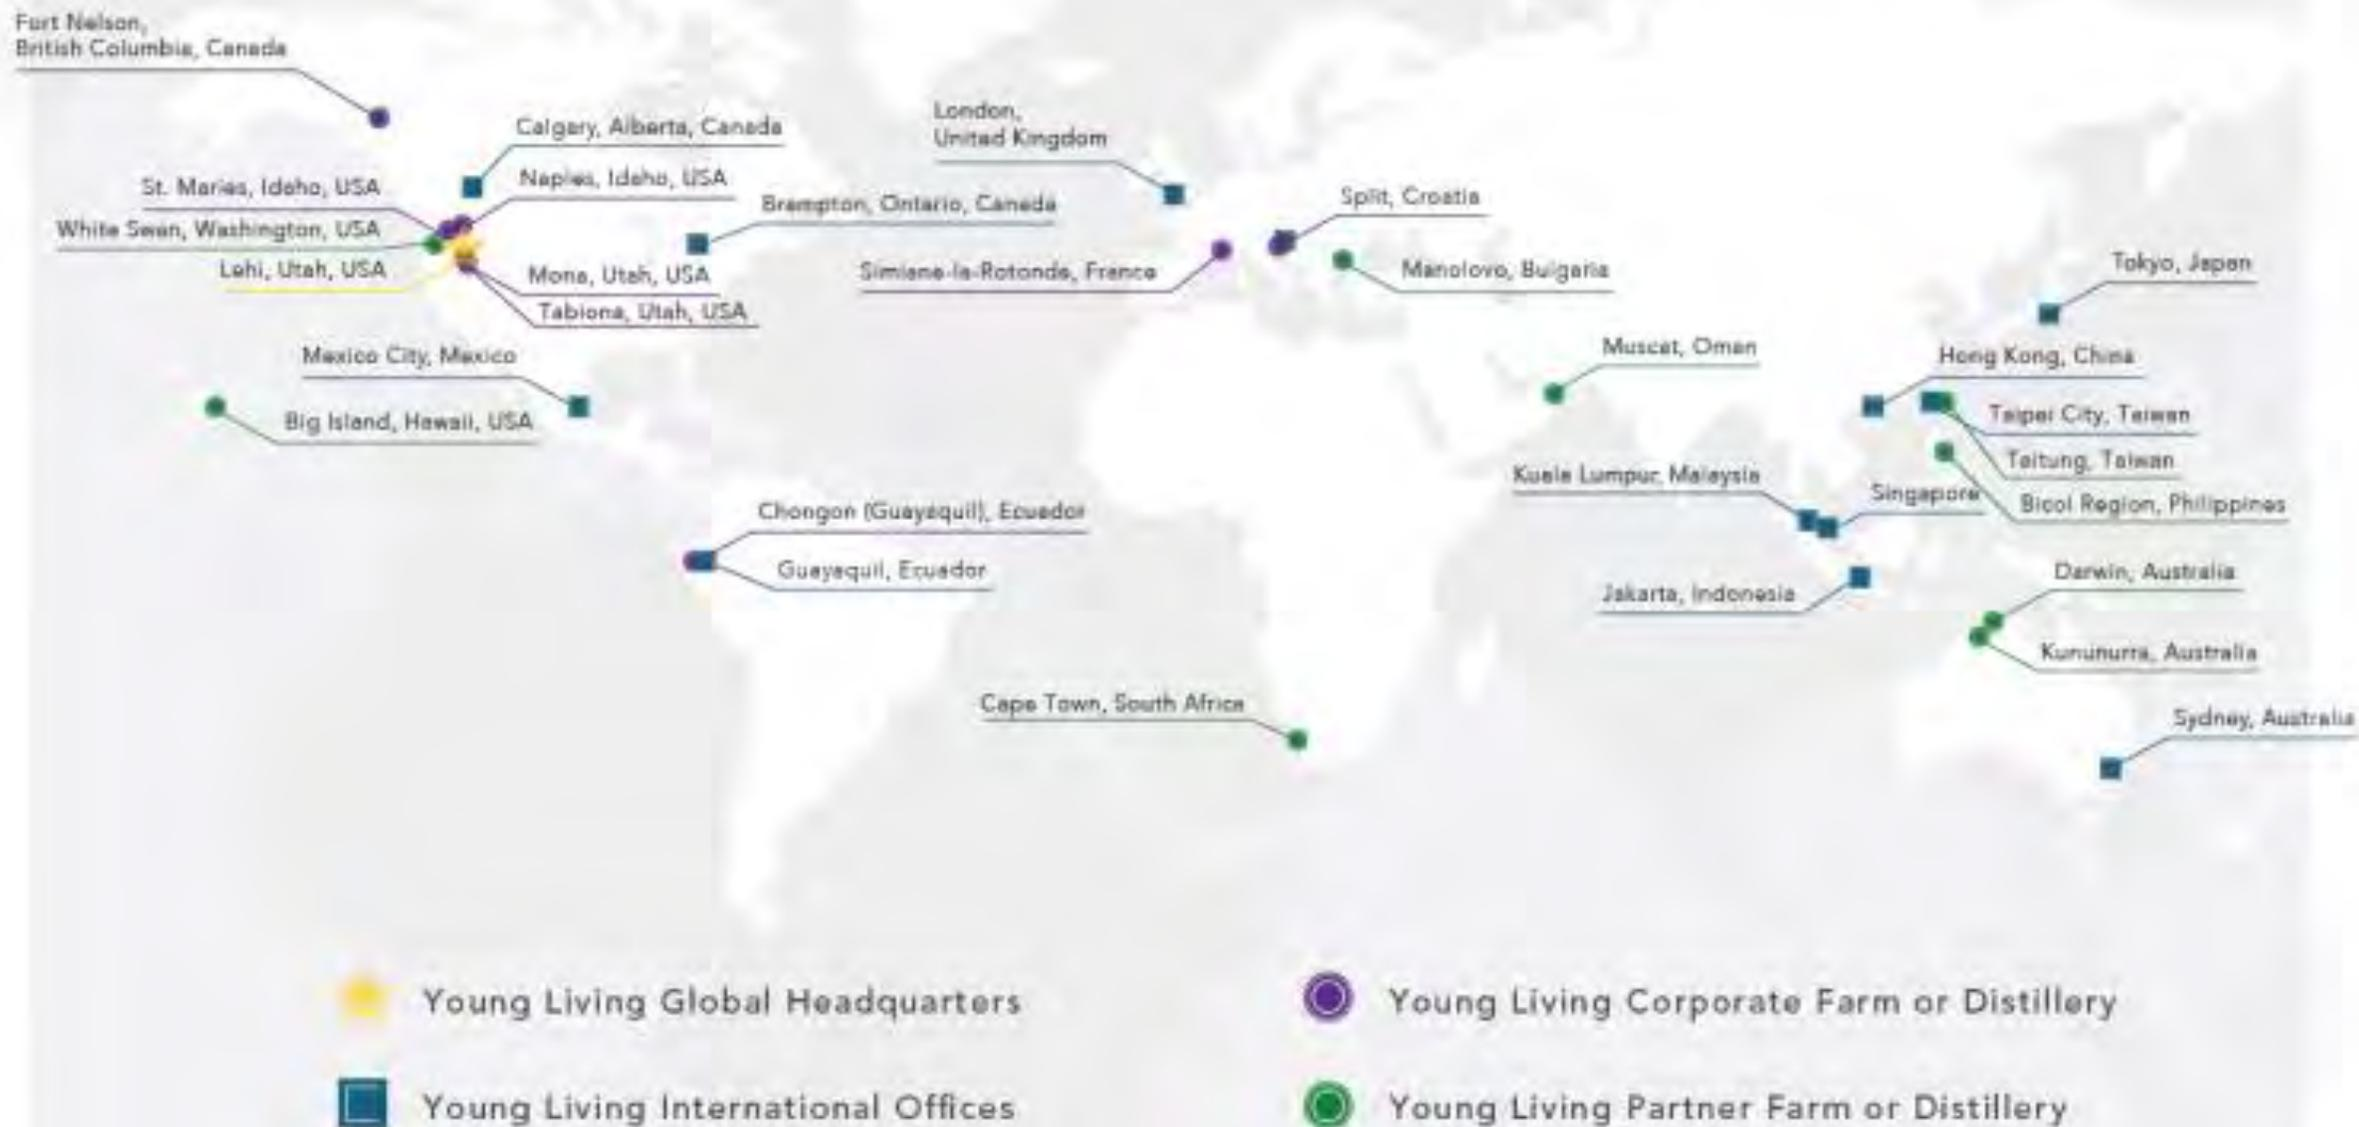 Fort Nelson,
British Columbia, Canada
Calgary, Alberta, Canada
London,
United Kingdom
St. Maries, Idaho, USA
Naples, Idaho, USA
Brampton, Ontario, Canada
Split, Croatia
White Swan, Washington, USA
Lehi, Utah, USA
Mona, Utah, USA
Simiane-la-Rotonde, France
Manolovo, Bulgaria
Tokyo, Japan
Tabiona, Utah, USA
Mexico City, Mexico
Muscat, Oman
Hong Kong, China
Big Island, Hawaii, USA
Taipei City, Taiwan
Taitung, Taiwan
Kuala Lumpur, Malaysia
Singapore
Bicol Region, Philippines
Chongon (Guayaquil), Ecuador
Guayaquil, Ecuador
Darwin, Australia
Jakarta, Indonesia
Kununurra, Australia
Cape Town, South Africa
Sydney, Australia
Young Living Global Headquarters
Young Living Corporate Farm or Distillery
Young Living International Offices
Young Living Partner Farm or Distillery